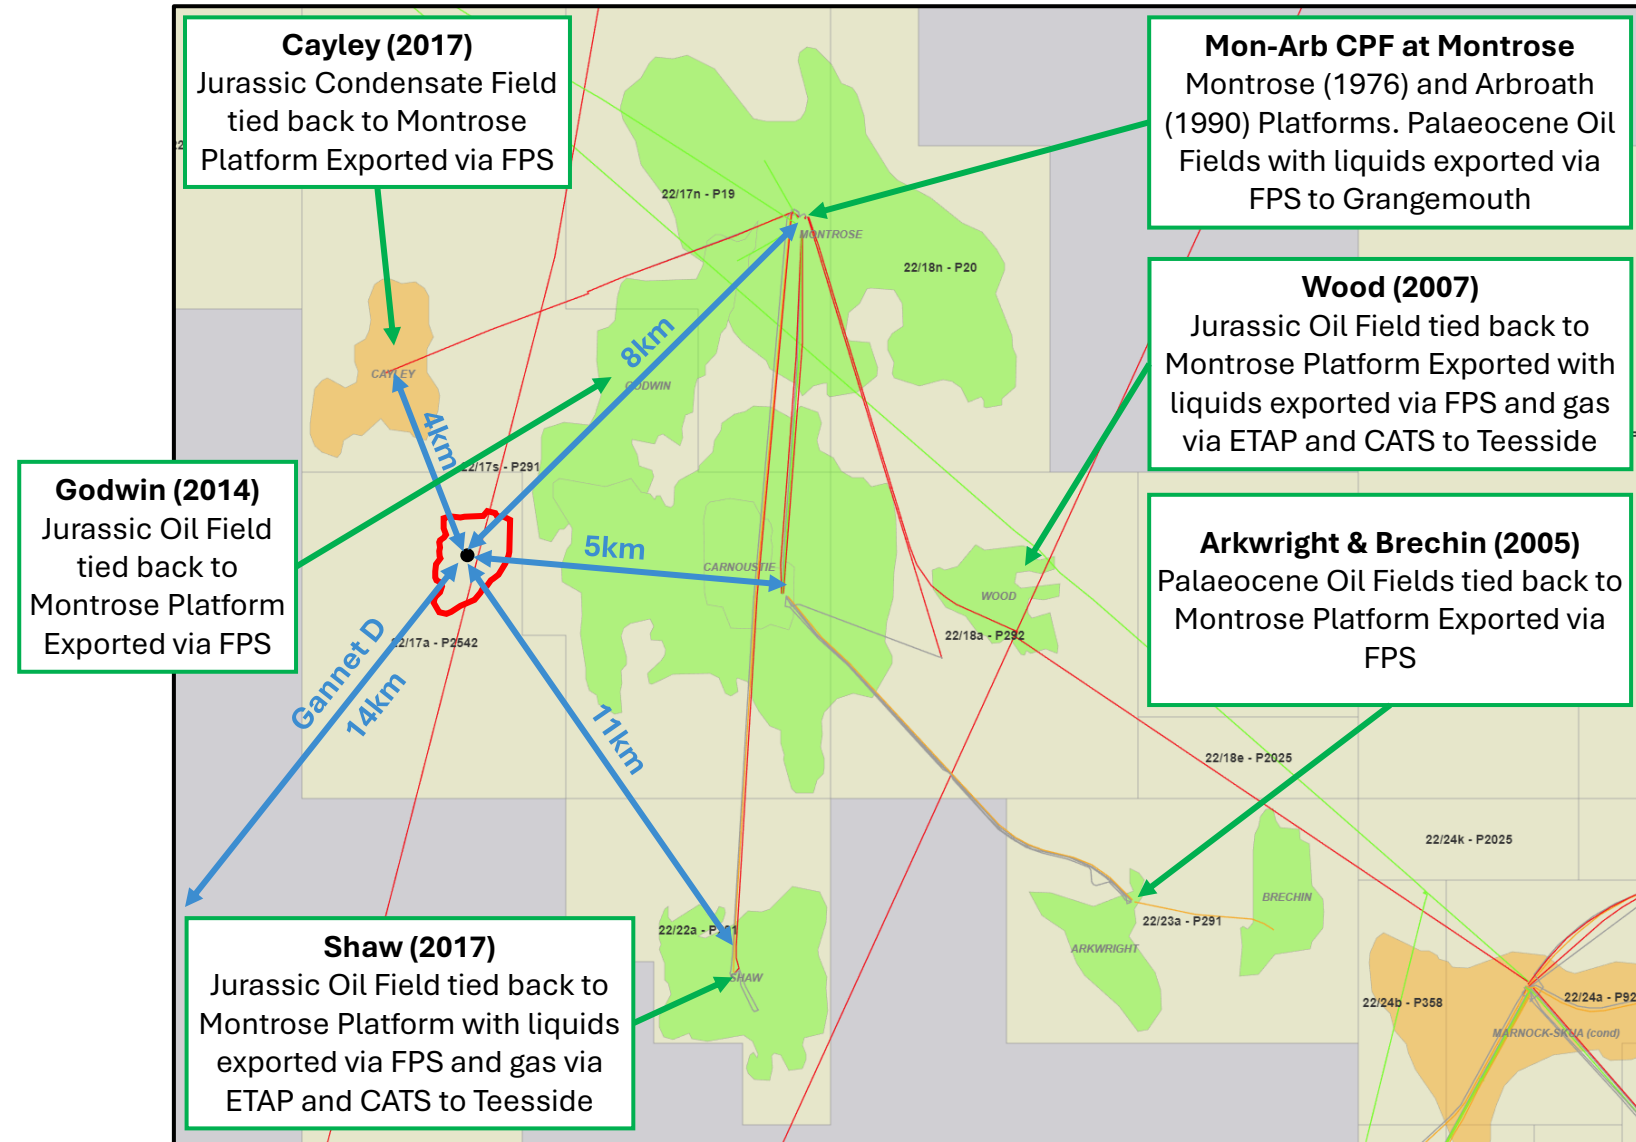 Cayley (2017)
Jurassic Condensate Field
tied back to Montrose
Platform Exported via FPS
Mon-Arb CPF at Montrose
Montrose (1976) and Arbroath
(1990) Platforms. Palaeocene Oil
Fields with liquids exported via
FPS to Grangemouth
22/17n - P19
MONTROSE
22/18n - P20
Wood (2007)
Jurassic Oil Field tied back to
Montrose Platform Exported with
liquids exported via FPS and gas
via ETAP and CATS to Teesside
8km
CAYLEY
GODWIN
4km
22/17s - P291
Godwin (2014)
Jurassic Oil Field
tied back to
Montrose Platform
Exported via FPS
5km
CARNOUSTIE
Arkwright & Brechin (2005)
Palaeocene Oil Fields tied back to
Montrose Platform Exported via
FPS
WOOD
22/18a - P292
22/17a - P2542
Gannet D
14km
11km
22/18e - P2025
22/24k - P2025
BRECHIN
22/23a - P291
ARKWRIGHT
22/22a -
SHAW
Shaw (2017)
Jurassic Oil Field tied back to
Montrose Platform with liquids
exported via FPS and gas via
ETAP and CATS to Teesside
22/24b - P358
22/24a - P92
MARNOCK-SKUA (cond)